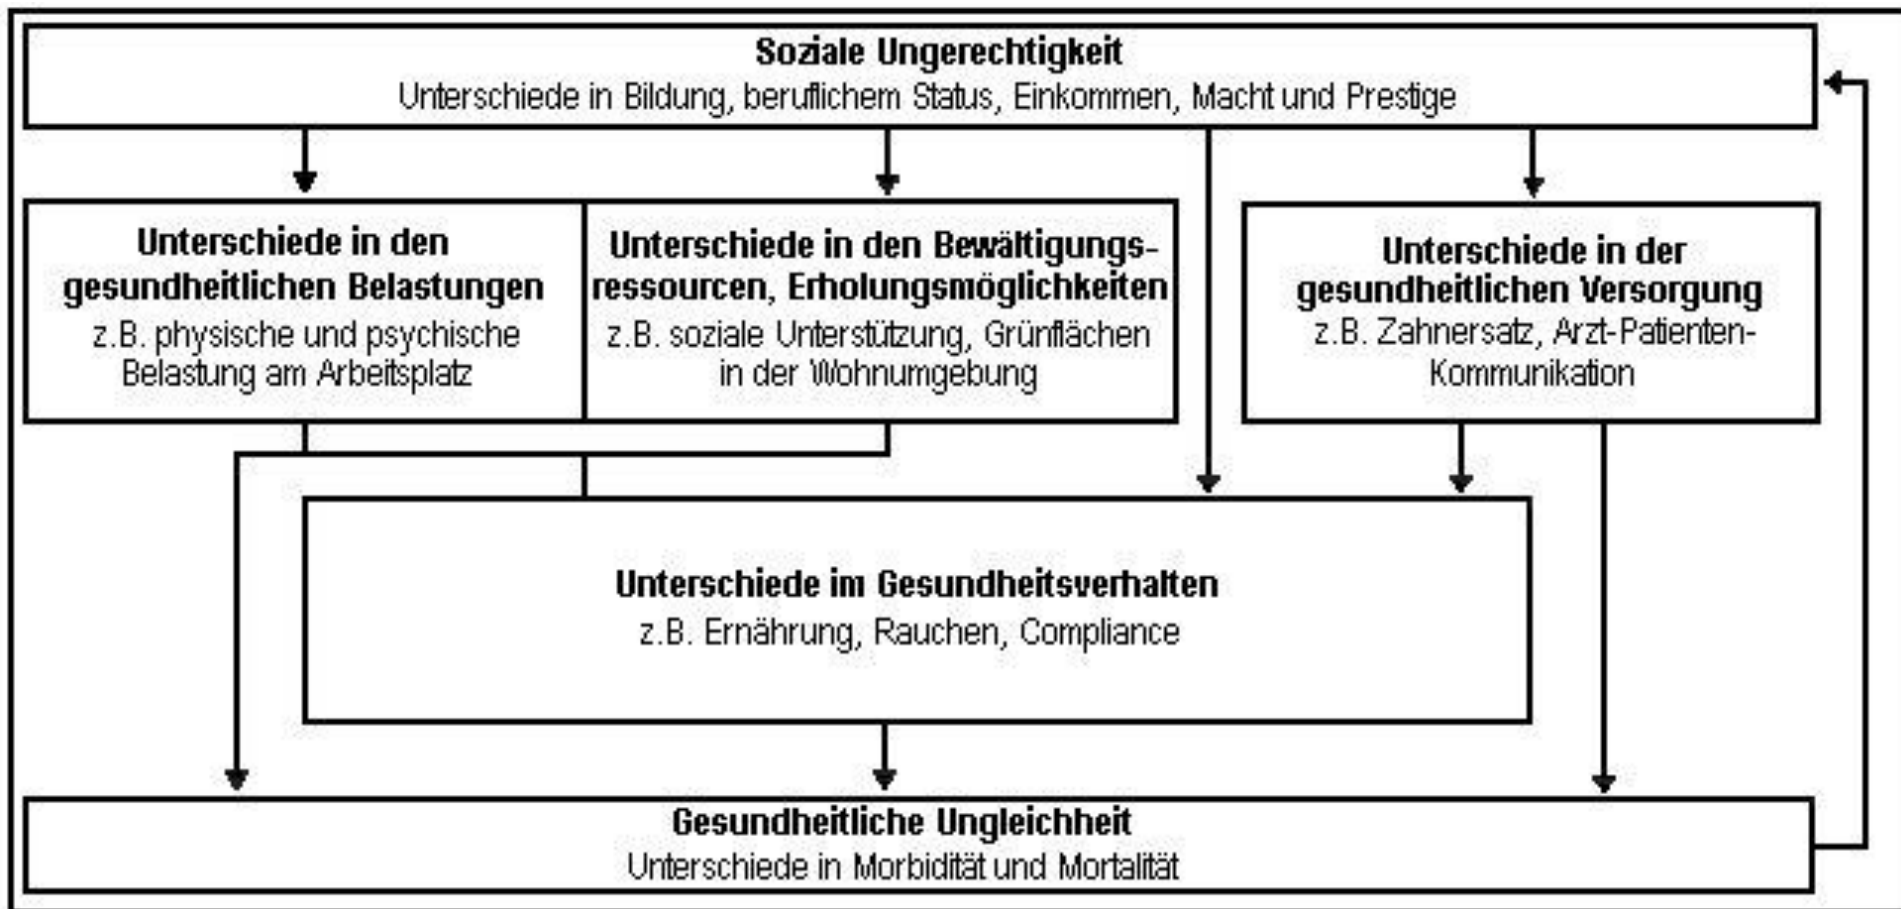 Soziale Ungerechtigkeit
Unterschiede in Bildung, beruflichem Status, Einkommen, Macht und Prestige
Unterschiede in den
gesundheitlichen Belastungen
z.B. physische und psychische
Belastung am Arbeitsplatz
Unterschiede in den Bewältigungs-
ressourcen, Erholungsmöglichkeiten
z.B. soziale Unterstützung, Grünflächen
in der Wohnumgebung
Unterschiede in der
gesundheitlichen Versorgung
z.B. Zahnersatz, Arzt-Patienten-
Kommunikation
Unterschiede im Gesundheitsverhalten
z.B. Ernährung, Rauchen, Compliance
Gesundheitliche Ungleichheit
Unterschiede in Morbidität und Mortalität